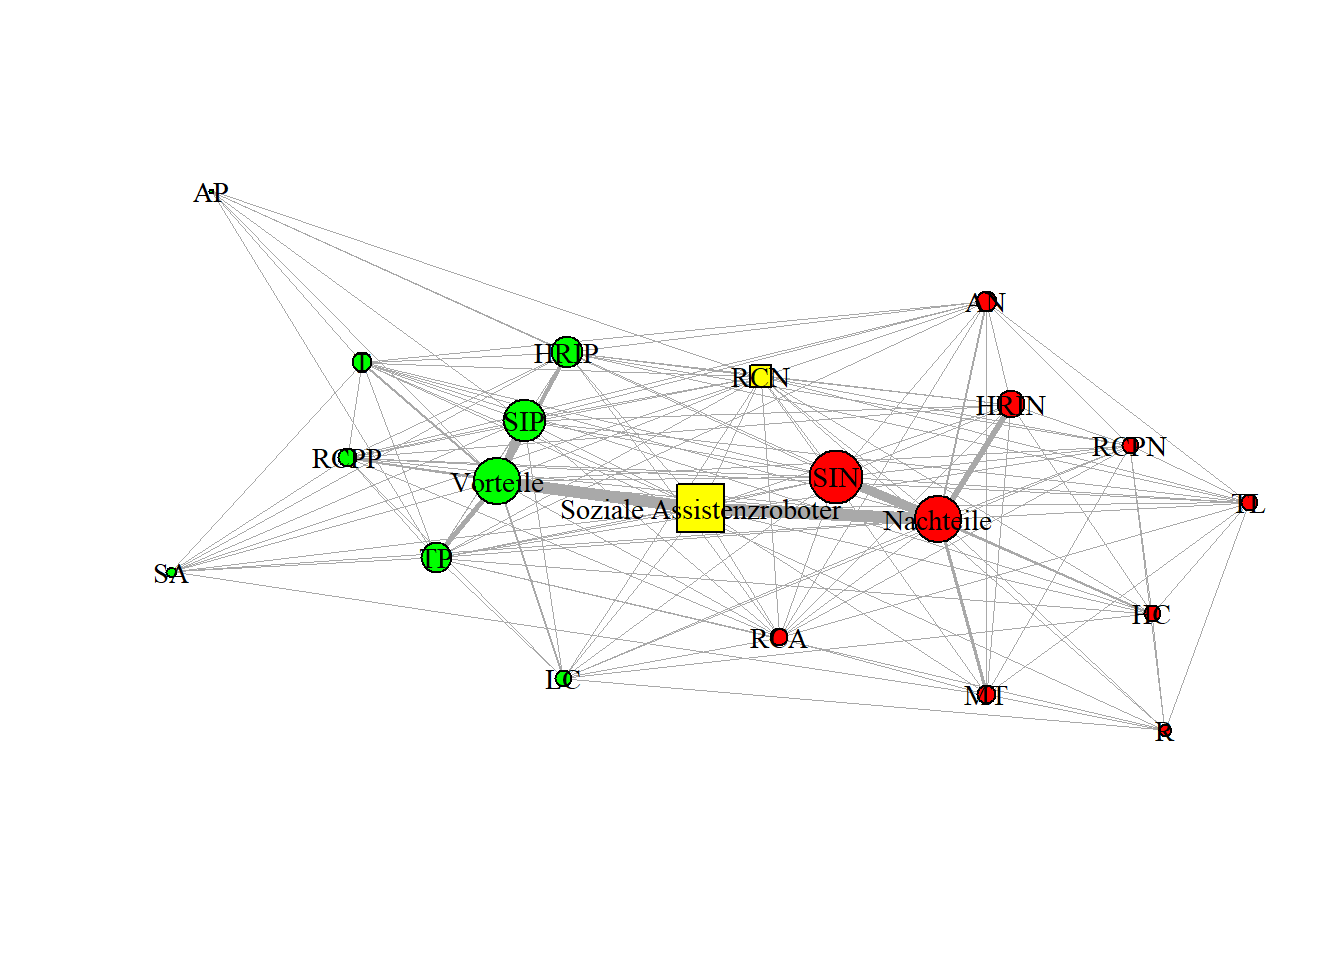 AP
AN
HRIP
I
RCN
HRIN
SIP
RCPN
RCPP
SIN
Vorteile
TL
Soziale Assistenzroboter
Nachteile
TP
SA
HC
RCA
LC
MT
R